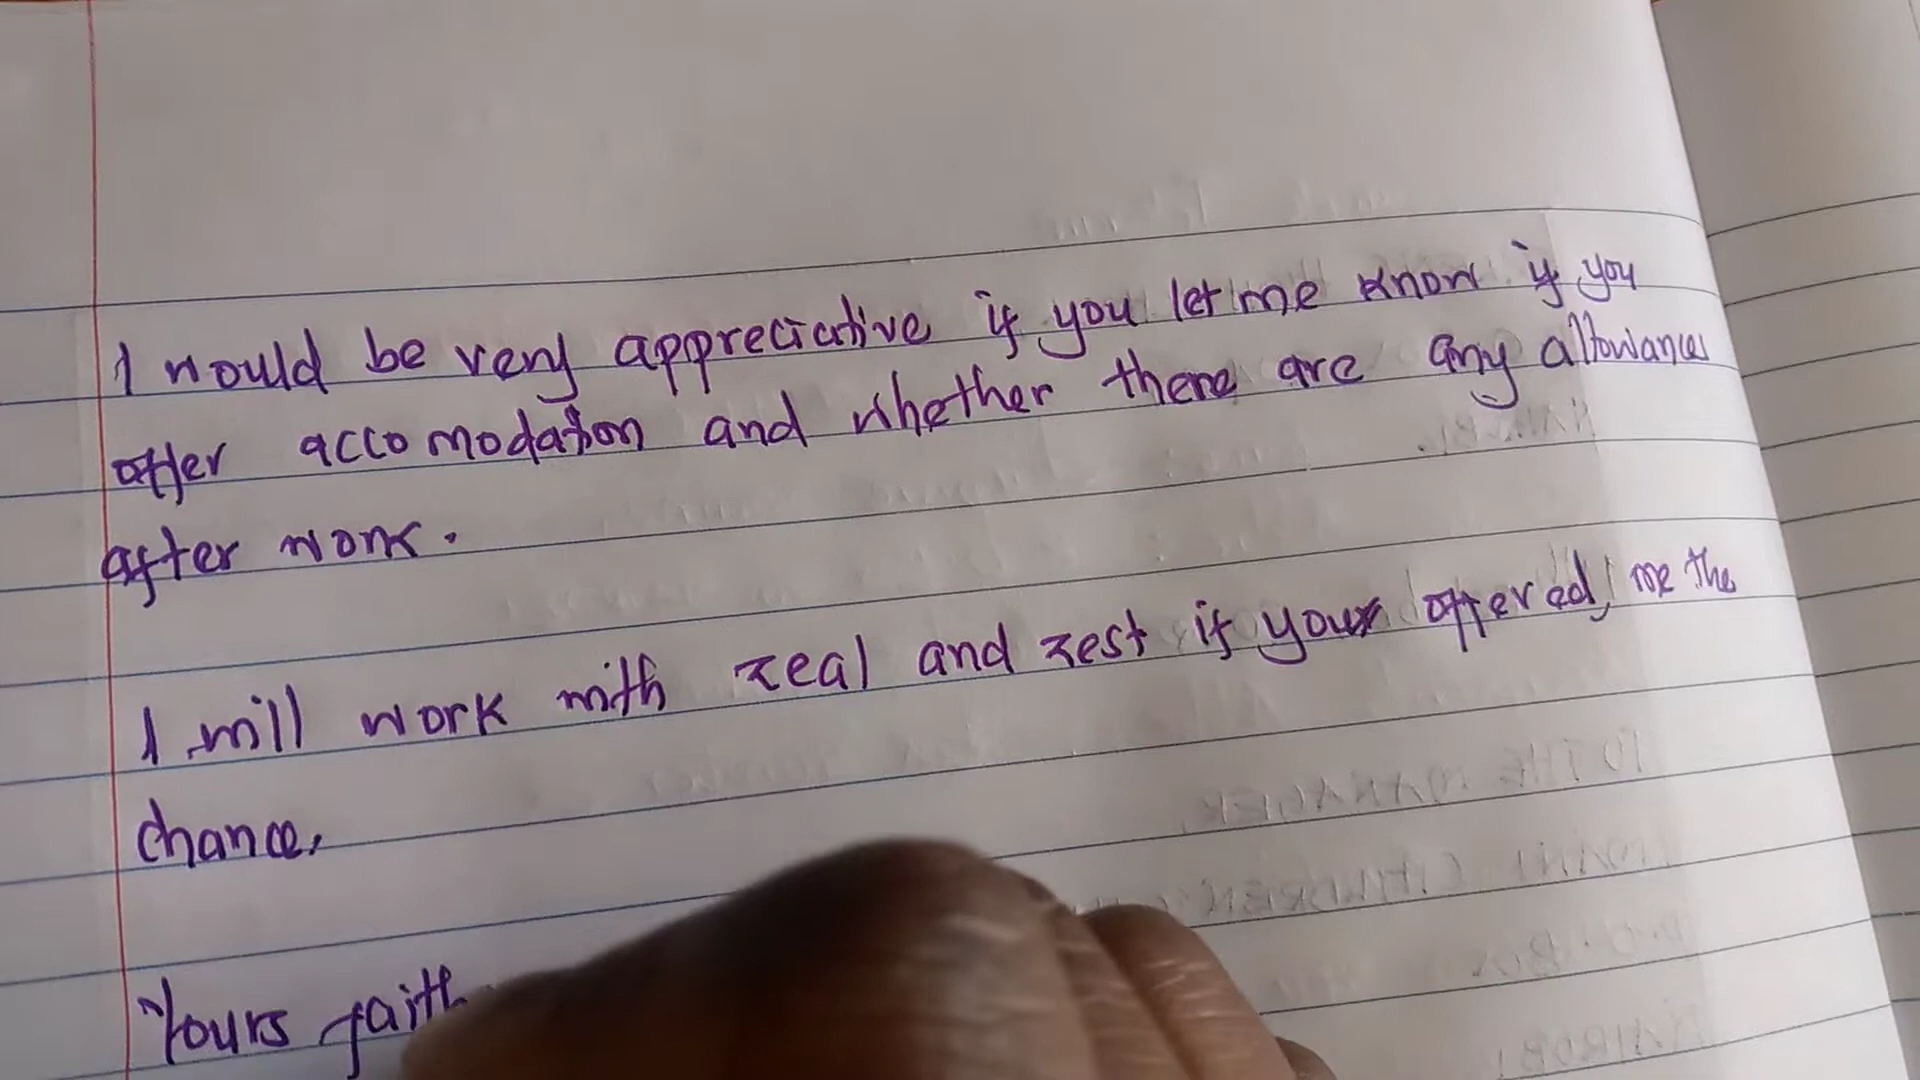 I would be very appreciative if you let me know if you
offer accomodation and whether there are any allowances
after work.
I will work with zeal and zest if you offered, me the
chance.
Yours faith